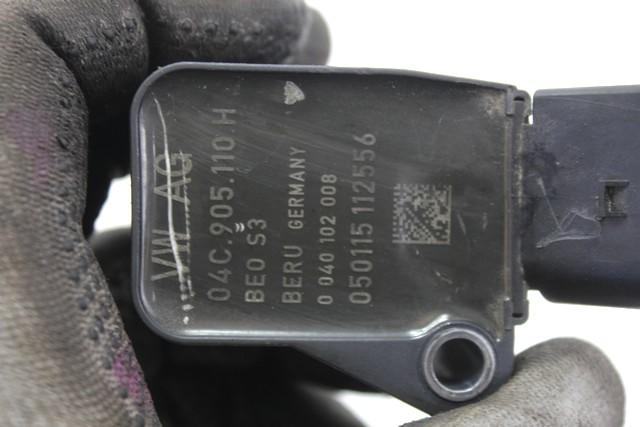 VW AG
04C.905.110 H
BEO S3
BERU GERMANY
0 040 102 008
050115 112556